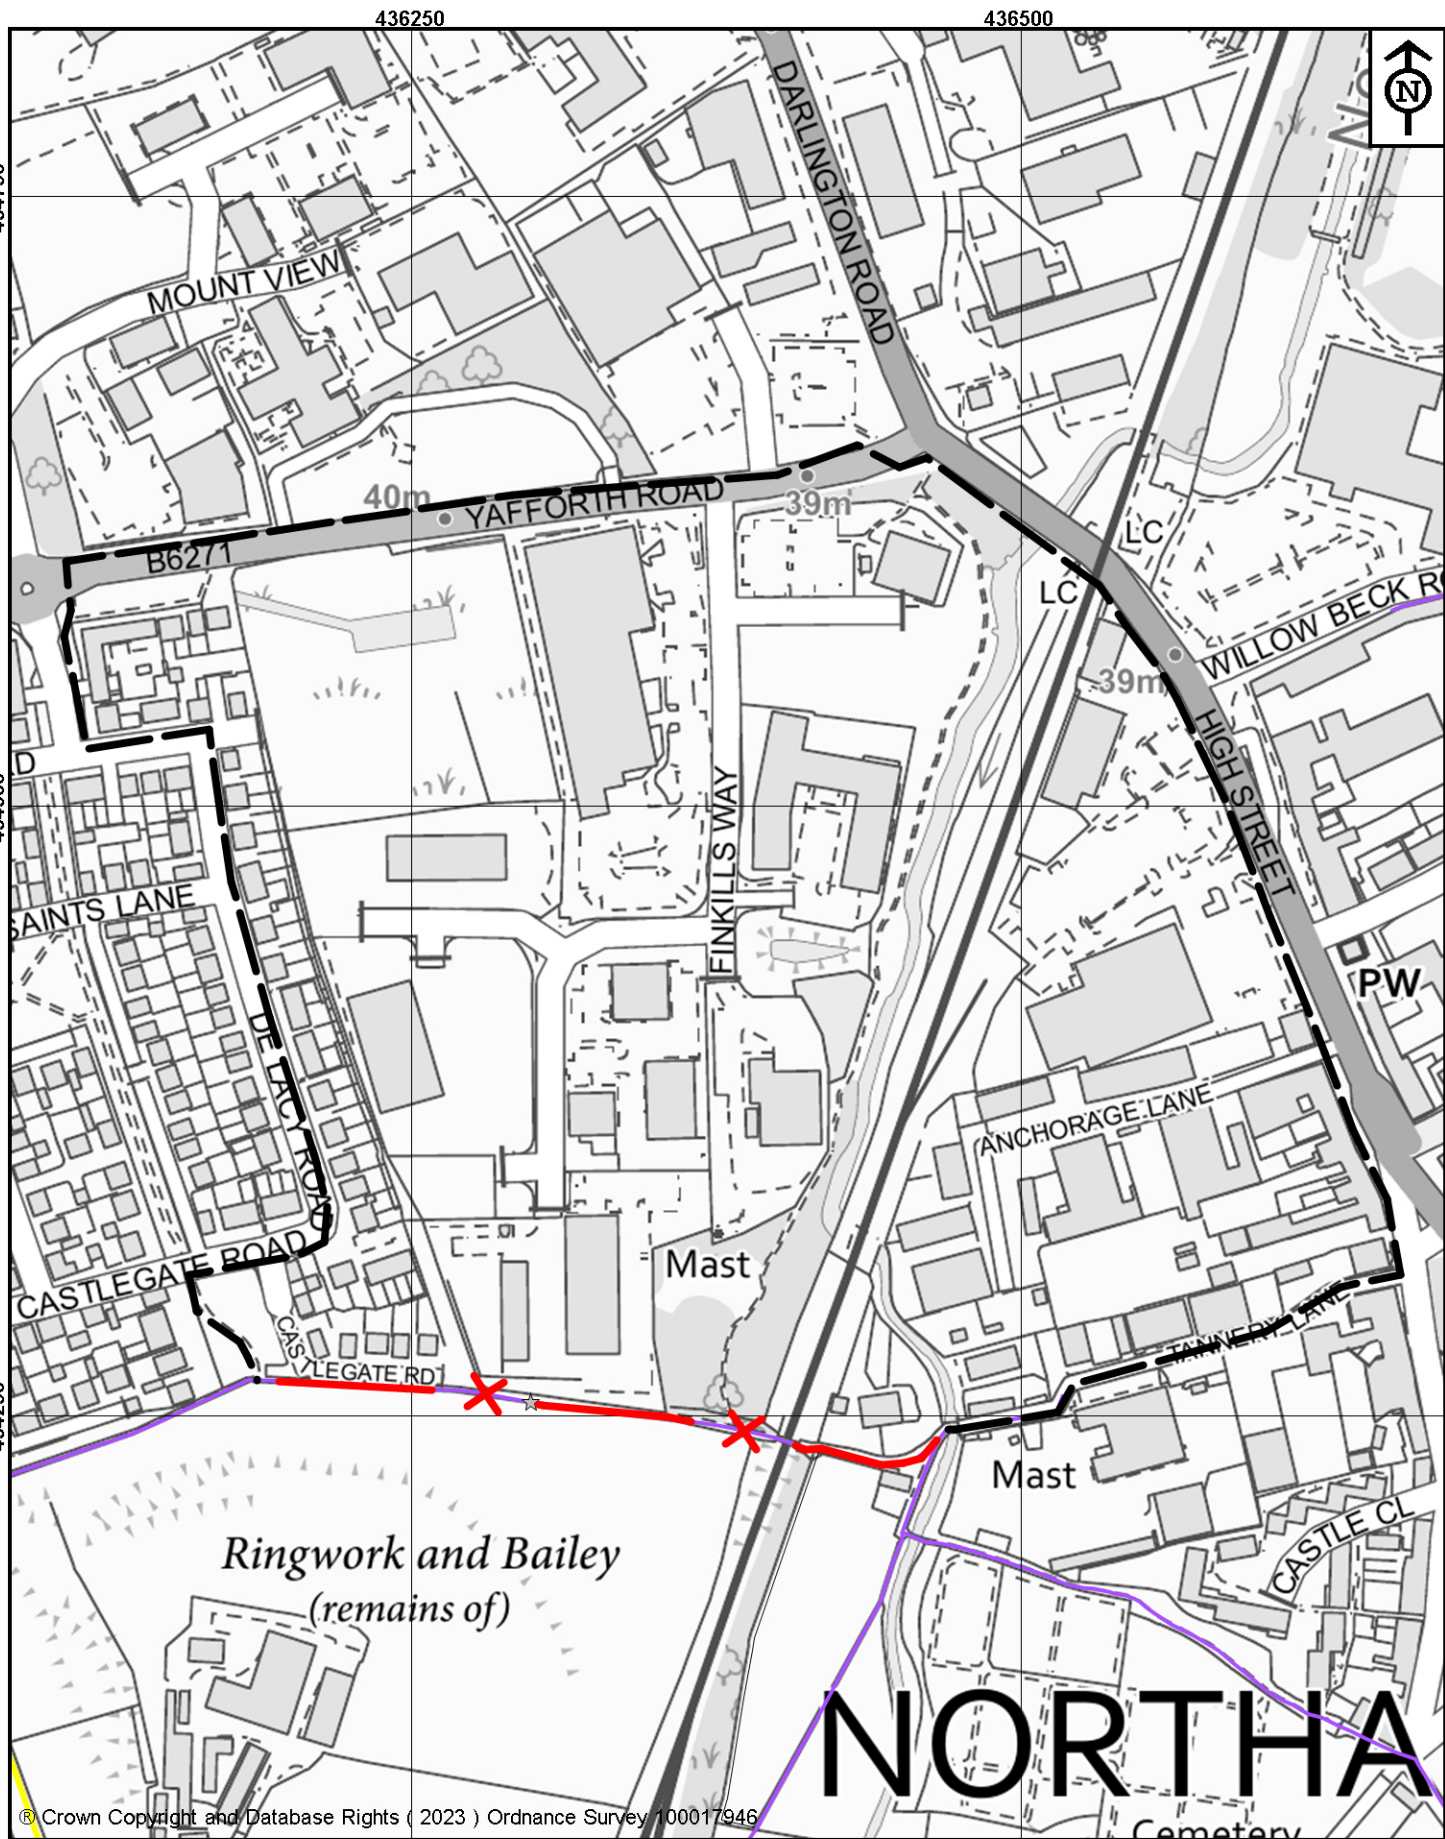 436250
436500
N
DARLINGTON ROAD
MOUNT VIEW
40m
YAFFORTH ROAD
39m
B6271
LC
LC
WILLOW BECK R
39m
HIGH STREET
D
FINKILLS WAY
SAINTS LANE
PW
DE LACY ROAD
ANCHORAGE LANE
Mast
CASTLEGATE ROAD
TANNERY LANE
CASTLEGATE RD
Mast
CASTLE CL
Ringwork and Bailey
(remains of)
NORTHA
® Crown Copyright and Database Rights ( 2023 ) Ordnance Survey 100017946
Cemetery